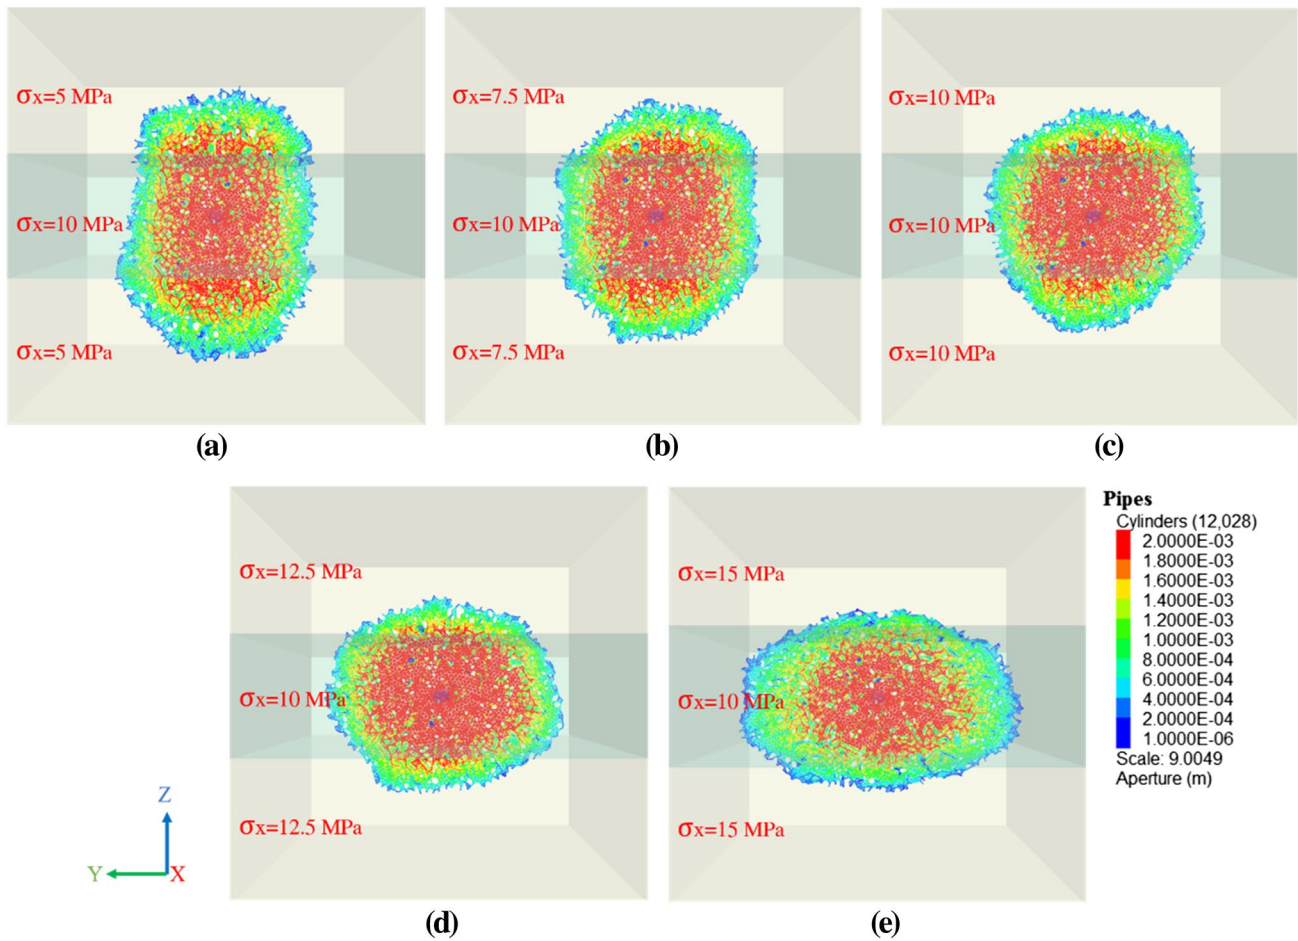 σx=5 MPa
σx=10 MPa
σx=5 MPa
(a)
σx=7.5 MPa
σx=10 MPa
σx=7.5 MPa
(b)
σx=10 MPa
σx=10 MPa
σx=10 MPa
(c)
σx=12.5 MPa
σx=10 MPa
σx=12.5 MPa
(d)
σx=15 MPa
σx=10 MPa
σx=15 MPa
(e)
Pipes
Cylinders (12,028)
2.0000E-03
1.8000E-03
1.6000E-03
1.4000E-03
1.2000E-03
1.0000E-03
8.0000E-04
6.0000E-04
4.0000E-04
2.0000E-04
1.0000E-06
Scale: 9.0049
Aperture (m)
Z
Y
X